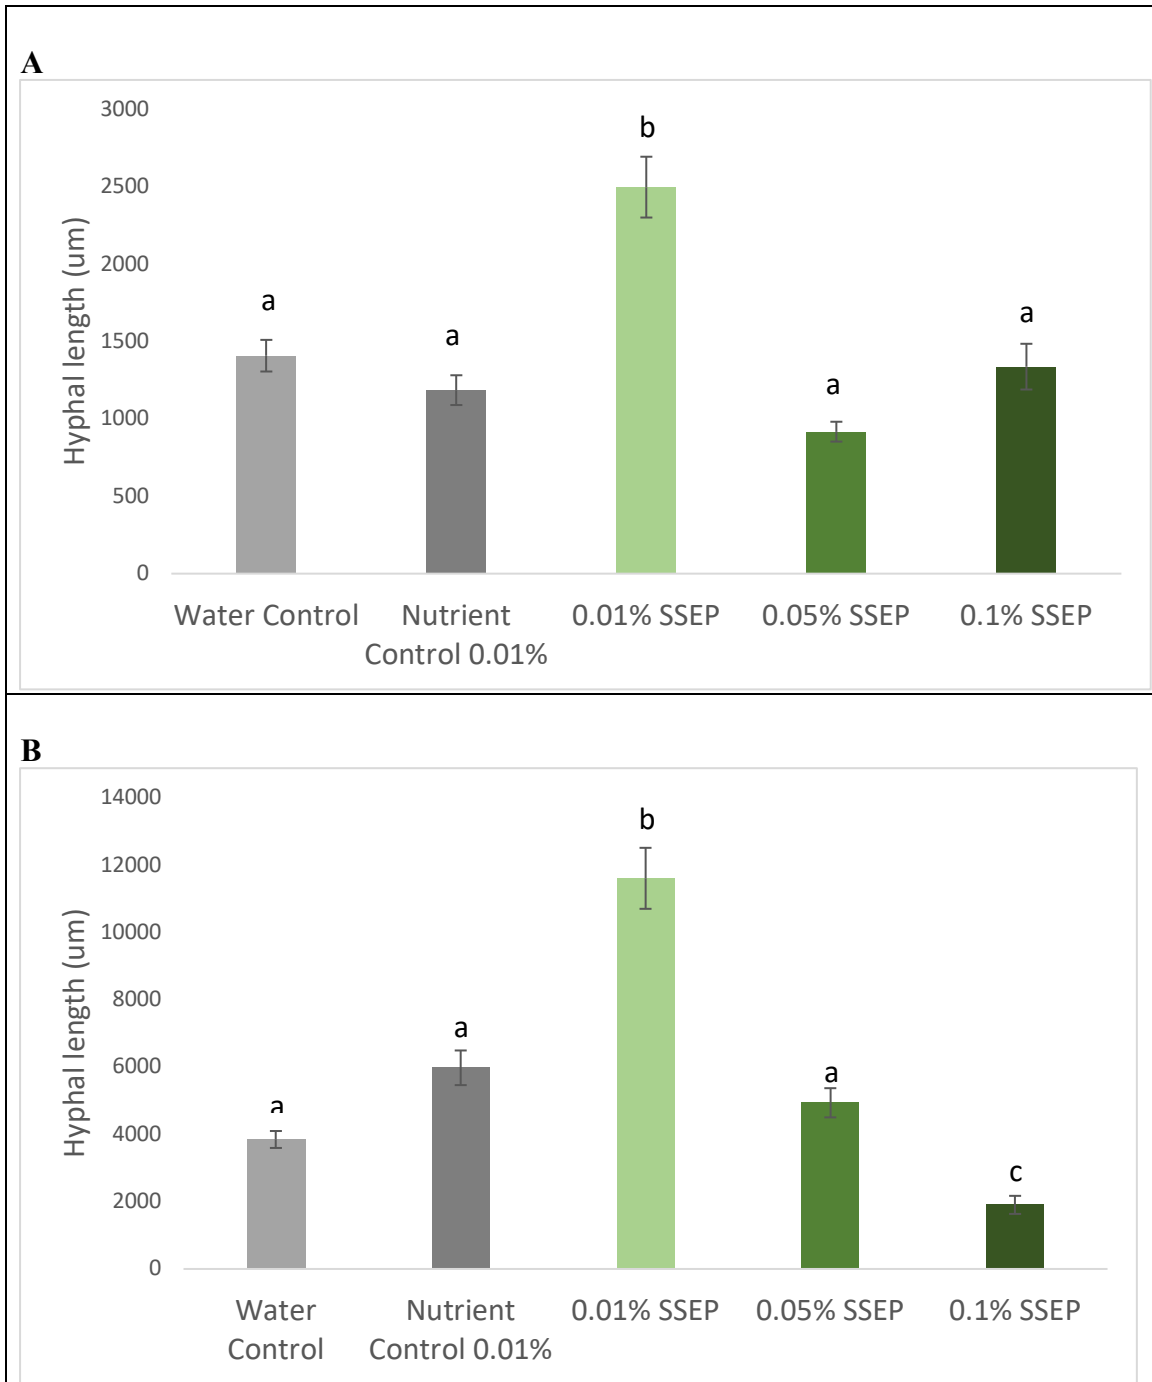 A
3000
2500
2000
1500
1000
500
0
Hyphal length (um)
a
a
b
a
a
Water Control
Nutrient
Control 0.01%
0.01% SSEP
0.05% SSEP
0.1% SSEP
B
14000
12000
10000
8000
6000
4000
2000
0
Hyphal length (um)
a
a
b
a
c
Water
Control
Nutrient
Control 0.01%
0.01% SSEP
0.05% SSEP
0.1% SSEP